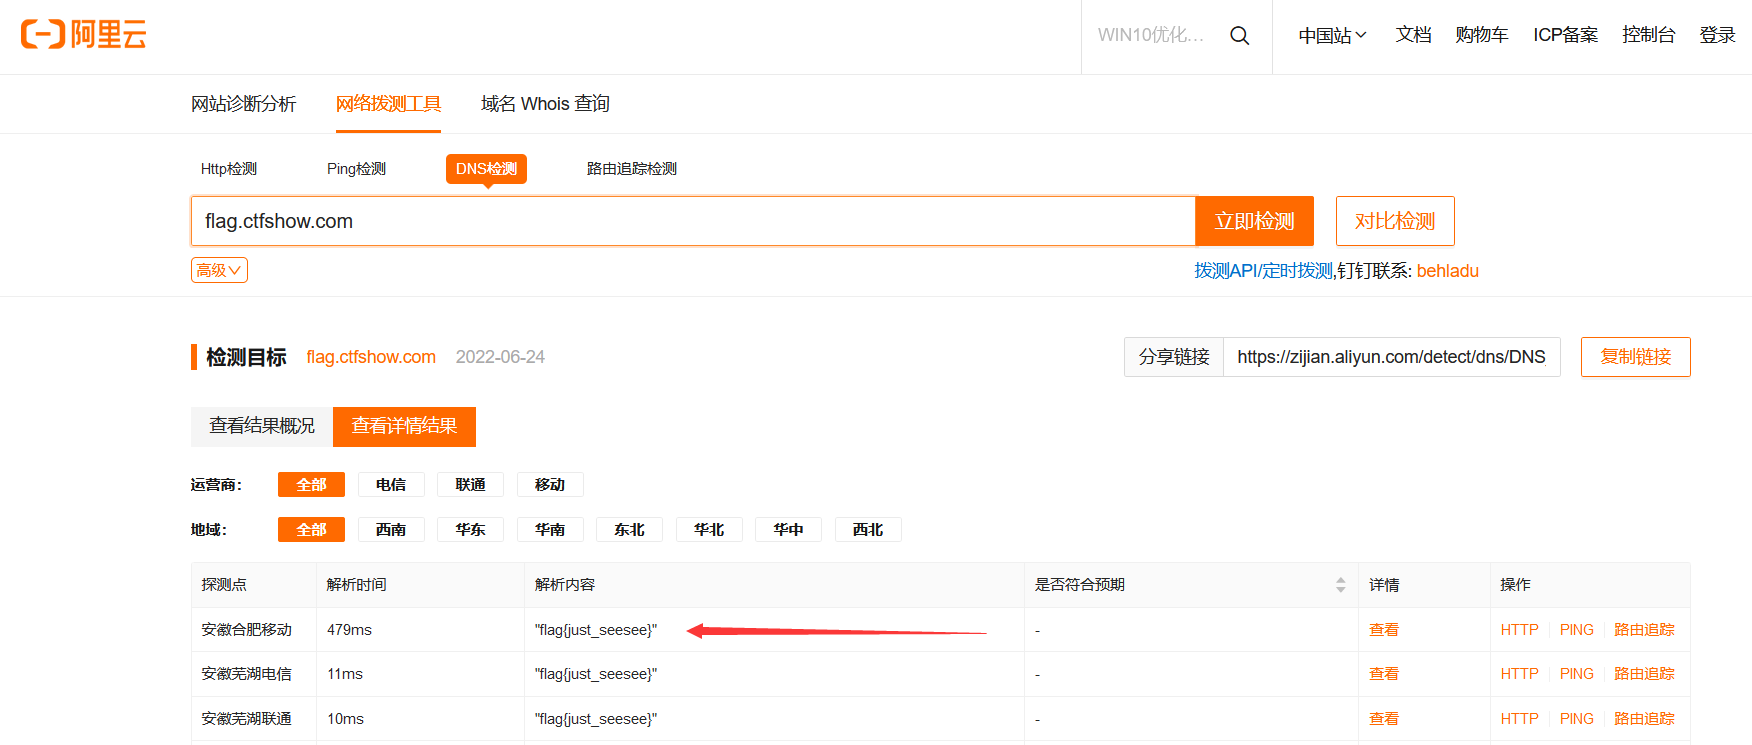 阿里云 WIN10优化... 中国站 文档 购物车 ICP备案 控制台 登录
网站诊断分析 网络拨测工具 域名 Whois 查询
Http检测 Ping检测 DNS检测 路由追踪检测
flag.ctfshow.com 立即检测 对比检测
高级 拨测API/定时拨测,钉钉联系: behladu
检测目标 flag.ctfshow.com 2022-06-24 分享链接 https://zijian.aliyun.com/detect/dns/DNS 复制链接
查看结果概况 查看详情结果
运营商: 全部 电信 联通 移动
地域: 全部 西南 华东 华南 东北 华北 华中 西北
探测点 解析时间 解析内容 是否符合预期 详情 操作
安徽合肥移动 479ms "flag{just_seesee}" - 查看 HTTP PING 路由追踪
安徽芜湖电信 11ms "flag{just_seesee}" - 查看 HTTP PING 路由追踪
安徽芜湖联通 10ms "flag{just_seesee}" - 查看 HTTP PING 路由追踪